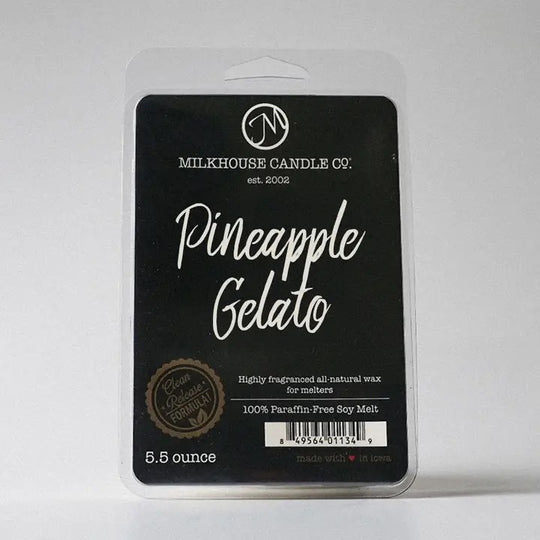 M
MILKHOUSE CANDLE CO.
est. 2002
Pineapple
Gelato
Highly fragranced all-natural wax
for melters
100% Paraffin-Free Soy Melt
Clean
Release
FORMULA!
8 49564 01134 9
5.5 ounce
made with ♥ in iowa